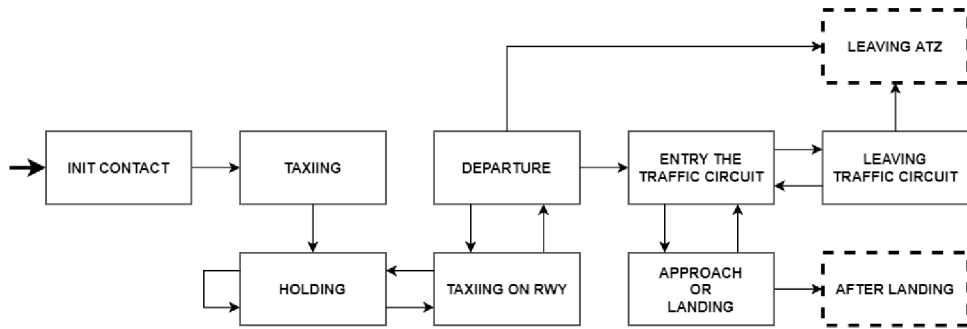 LEAVING ATZ
INIT CONTACT
TAXIING
DEPARTURE
ENTRY THE
TRAFFIC CIRCUIT
LEAVING
TRAFFIC CIRCUIT
HOLDING
TAXIING ON RWY
APPROACH
OR
LANDING
AFTER LANDING